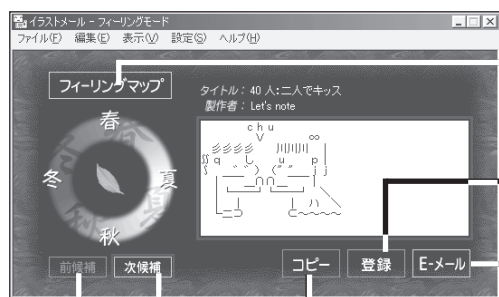 イラストメール - フィーリングモード
ファイル(F) 編集(E) 表示(V) 設定(S) ヘルプ(H)
フィーリングマップ
タイトル：40 人:二人でキッス
製作者：Let's note
chu
春
冬
夏
秋
前候補 次候補 コピー 登録 E-メール